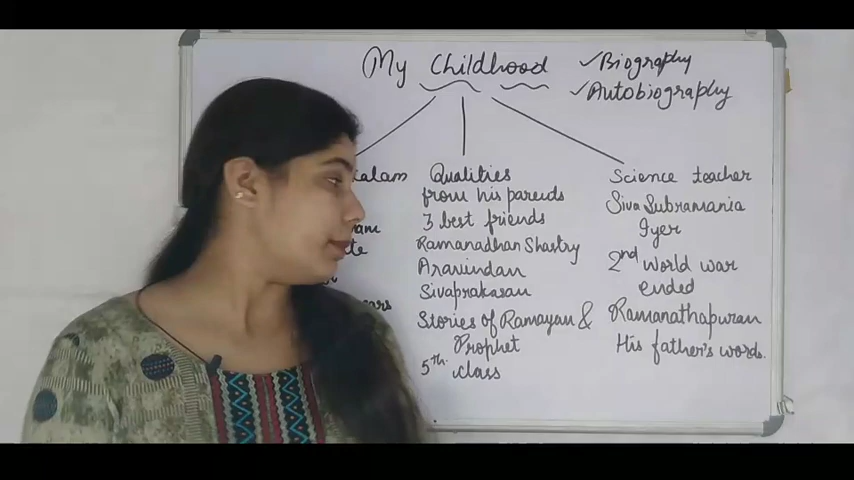 My Childhood
✓Biography
✓Autobiography
kalam
Qualities
from his parents
3 best friends
Ramanadhan Shastry
Aravindan
Sivaprakasan
Stories of Ramayan &
Prophet
5th class
Science teacher
Siva Subramania
Iyer
2nd world war
ended
Ramanathapuram
His father's words.